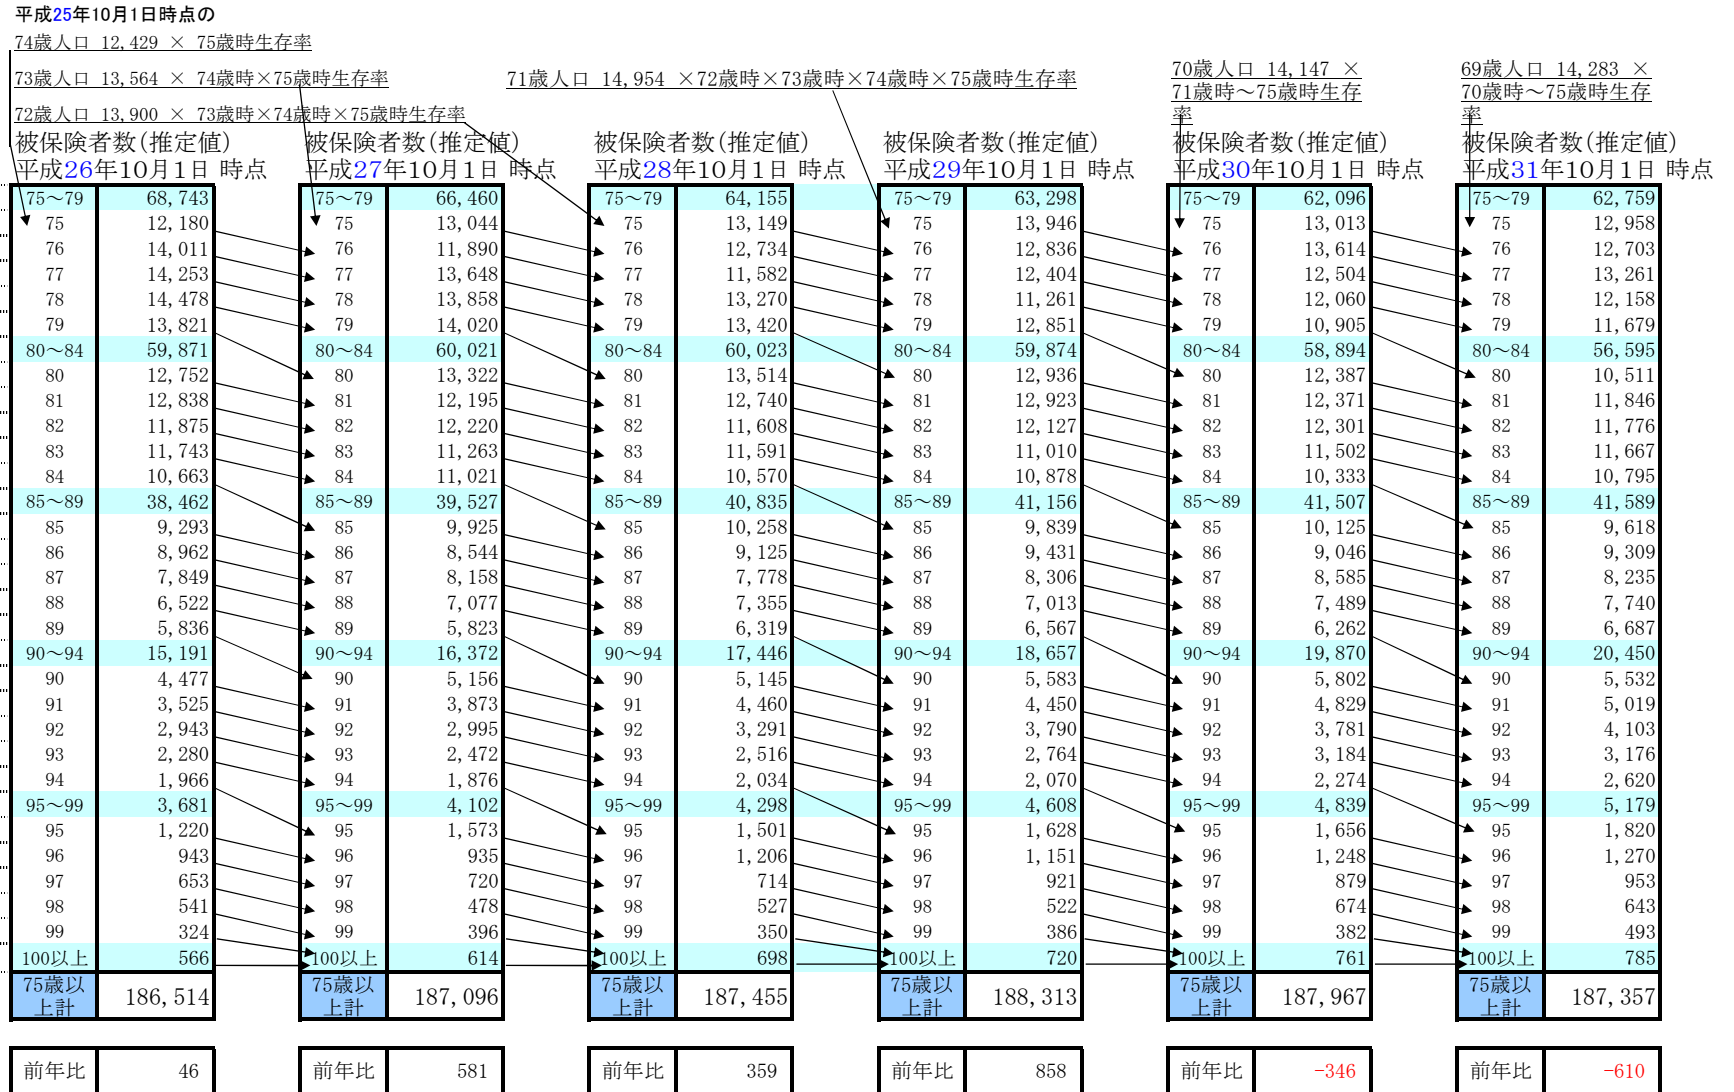 平成25年10月1日時点の
74歳人口 12,429 × 75歳時生存率
73歳人口 13,564 × 74歳時×75歳時生存率
72歳人口 13,900 × 73歳時×74歳時×75歳時生存率
71歳人口 14,954 ×72歳時×73歳時×74歳時×75歳時生存率
70歳人口 14,147 ×
71歳時～75歳時生存
率
69歳人口 14,283 ×
70歳時～75歳時生存
率
被保険者数(推定値) 被保険者数(推定値) 被保険者数(推定値) 被保険者数(推定値) 被保険者数(推定値) 被保険者数(推定値)
平成26年10月1日 時点 平成27年10月1日 時点 平成28年10月1日 時点 平成29年10月1日 時点 平成30年10月1日 時点 平成31年10月1日 時点
75～79 68,743 75～79 66,460 75～79 64,155 75～79 63,298 75～79 62,096 75～79 62,759
75 12,180 75 13,044 75 13,149 75 13,946 75 13,013 75 12,958
76 14,011 76 11,890 76 12,734 76 12,836 76 13,614 76 12,703
77 14,253 77 13,648 77 11,582 77 12,404 77 12,504 77 13,261
78 14,478 78 13,858 78 13,270 78 11,261 78 12,060 78 12,158
79 13,821 79 14,020 79 13,420 79 12,851 79 10,905 79 11,679
80～84 59,871 80～84 60,021 80～84 60,023 80～84 59,874 80～84 58,894 80～84 56,595
80 12,752 80 13,322 80 13,514 80 12,936 80 12,387 80 10,511
81 12,838 81 12,195 81 12,740 81 12,923 81 12,371 81 11,846
82 11,875 82 12,220 82 11,608 82 12,127 82 12,301 82 11,776
83 11,743 83 11,263 83 11,591 83 11,010 83 11,502 83 11,667
84 10,663 84 11,021 84 10,570 84 10,878 84 10,333 84 10,795
85～89 38,462 85～89 39,527 85～89 40,835 85～89 41,156 85～89 41,507 85～89 41,589
85 9,293 85 9,925 85 10,258 85 9,839 85 10,125 85 9,618
86 8,962 86 8,544 86 9,125 86 9,431 86 9,046 86 9,309
87 7,849 87 8,158 87 7,778 87 8,306 87 8,585 87 8,235
88 6,522 88 7,077 88 7,355 88 7,013 88 7,489 88 7,740
89 5,836 89 5,823 89 6,319 89 6,567 89 6,262 89 6,687
90～94 15,191 90～94 16,372 90～94 17,446 90～94 18,657 90～94 19,870 90～94 20,450
90 4,477 90 5,156 90 5,145 90 5,583 90 5,802 90 5,532
91 3,525 91 3,873 91 4,460 91 4,450 91 4,829 91 5,019
92 2,943 92 2,995 92 3,291 92 3,790 92 3,781 92 4,103
93 2,280 93 2,472 93 2,516 93 2,764 93 3,184 93 3,176
94 1,966 94 1,876 94 2,034 94 2,070 94 2,274 94 2,620
95～99 3,681 95～99 4,102 95～99 4,298 95～99 4,608 95～99 4,839 95～99 5,179
95 1,220 95 1,573 95 1,501 95 1,628 95 1,656 95 1,820
96 943 96 935 96 1,206 96 1,151 96 1,248 96 1,270
97 653 97 720 97 714 97 921 97 879 97 953
98 541 98 478 98 527 98 522 98 674 98 643
99 324 99 396 99 350 99 386 99 382 99 493
100以上 566 100以上 614 100以上 698 100以上 720 100以上 761 100以上 785
75歳以上計 186,514 75歳以上計 187,096 75歳以上計 187,455 75歳以上計 188,313 75歳以上計 187,967 75歳以上計 187,357
前年比 46 前年比 581 前年比 359 前年比 858 前年比 -346 前年比 -610